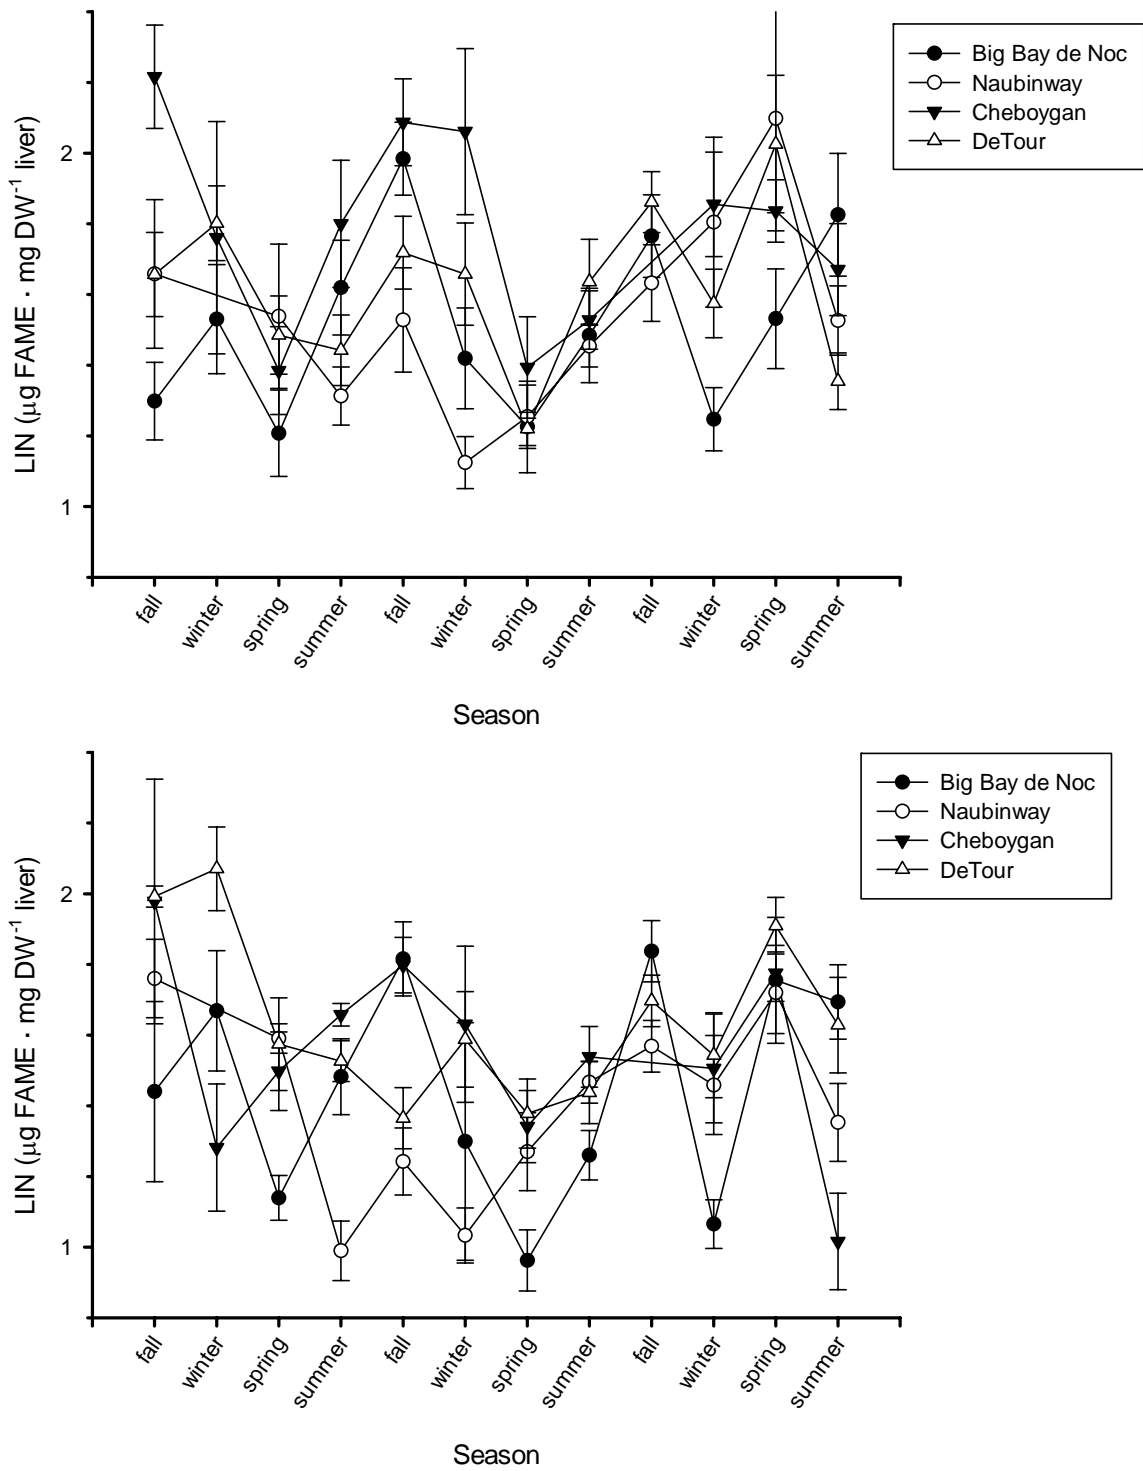 LIN (μg FAME · mg DW⁻¹ liver)
2
1
Big Bay de Noc
Naubinway
Cheboygan
DeTour
fall
winter
spring
summer
fall
winter
spring
summer
fall
winter
spring
summer
Season
LIN (μg FAME · mg DW⁻¹ liver)
2
1
Big Bay de Noc
Naubinway
Cheboygan
DeTour
fall
winter
spring
summer
fall
winter
spring
summer
fall
winter
spring
summer
Season